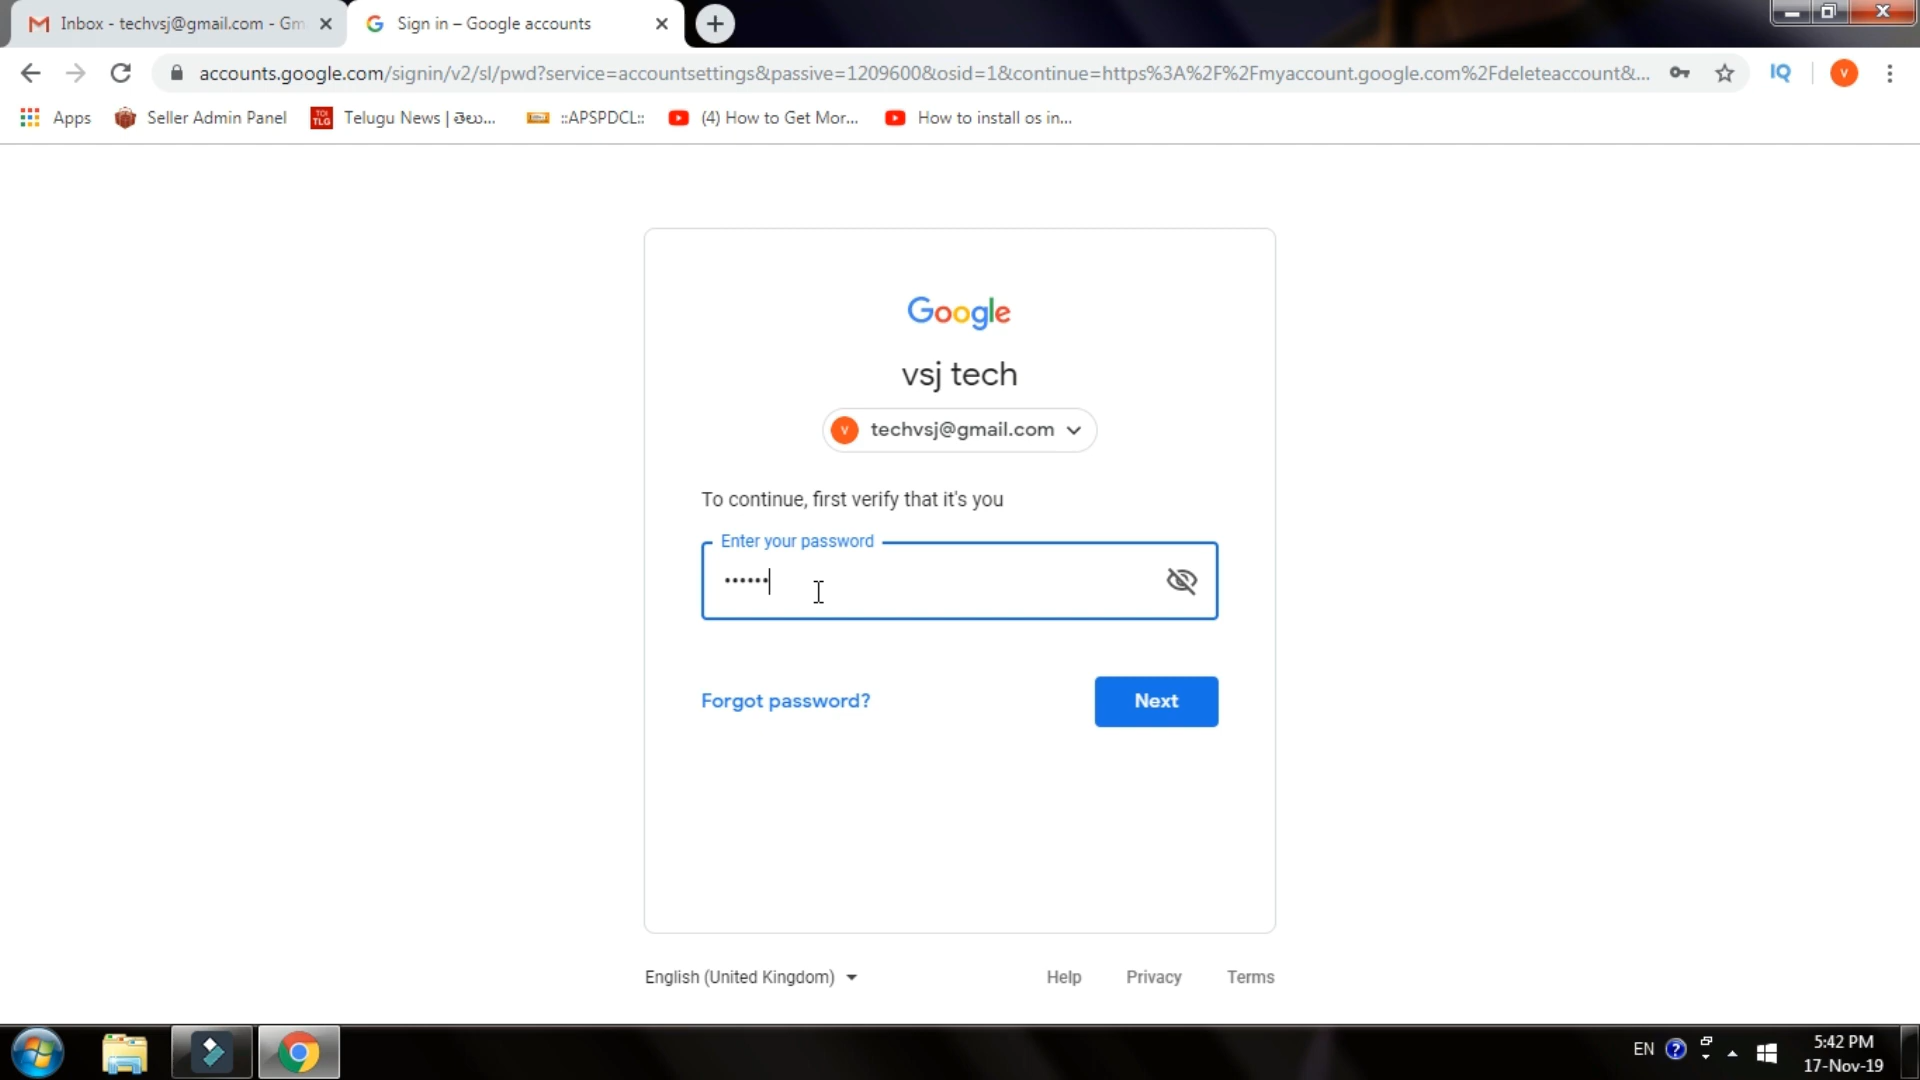 Inbox - techvsj@gmail.com - Gm
Sign in – Google accounts
accounts.google.com/signin/v2/sl/pwd?service=accountsettings&passive=1209600&osid=1&continue=https%3A%2F%2Fmyaccount.google.com%2Fdeleteaccount&...
IQ
v
Apps
Seller Admin Panel
TOI
TLG
Telugu News | తెలు...
::APSPDCL::
(4) How to Get Mor...
How to install os in...
Google
vsj tech
v
techvsj@gmail.com
To continue, first verify that it's you
Enter your password
••••••
Forgot password?
Next
English (United Kingdom)
Help
Privacy
Terms
EN
5:42 PM
17-Nov-19